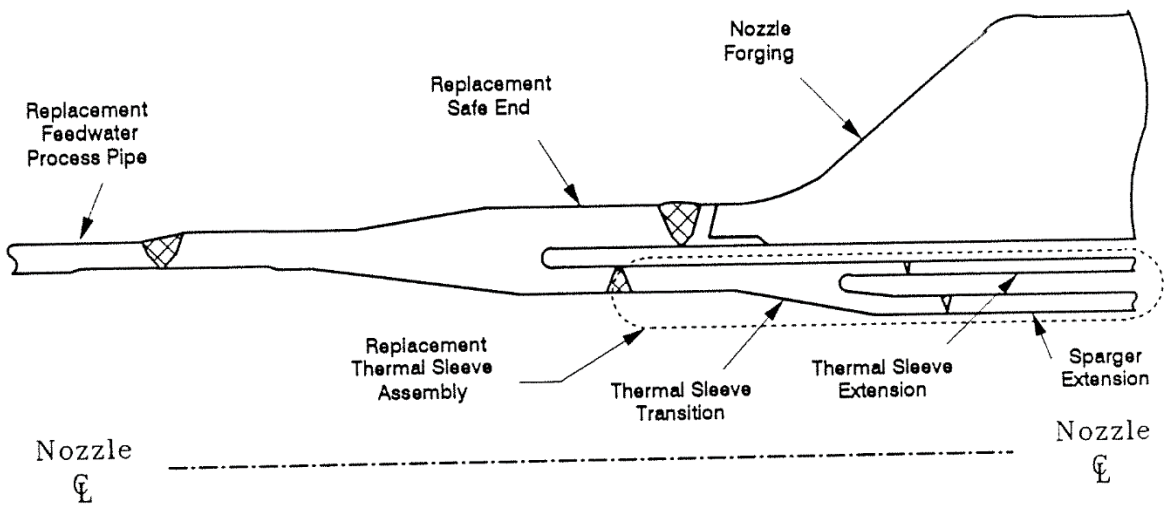 Nozzle
Forging
Replacement
Safe End
Replacement
Feedwater
Process Pipe
Replacement
Thermal Sleeve
Assembly
Thermal Sleeve
Transition
Thermal Sleeve
Extension
Sparger
Extension
Nozzle
℄
Nozzle
℄